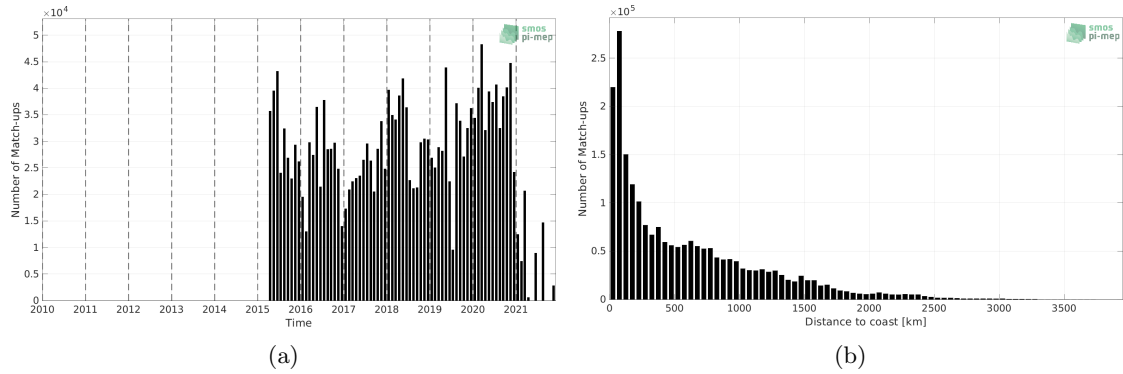 ×10⁴
5
4.5
4
3.5
3
2.5
2
1.5
1
0.5
0
Number of Match-ups
2010 2011 2012 2013 2014 2015 2016 2017 2018 2019 2020 2021
Time
smos
pi-mep
(a)
×10⁵
2.5
2
1.5
1
0.5
0
Number of Match-ups
0 500 1000 1500 2000 2500 3000 3500
Distance to coast [km]
smos
pi-mep
(b)